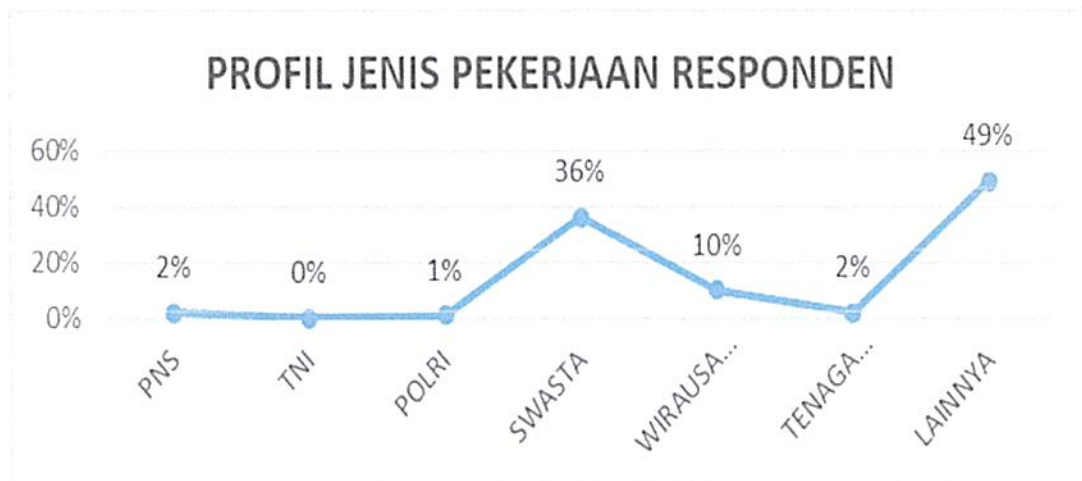 PROFIL JENIS PEKERJAAN RESPONDEN
60%
40%
20%
0%
2%
0%
1%
36%
10%
2%
49%
PNS
TNI
POLRI
SWASTA
WIRAUSA...
TENAGA...
LAINNYA